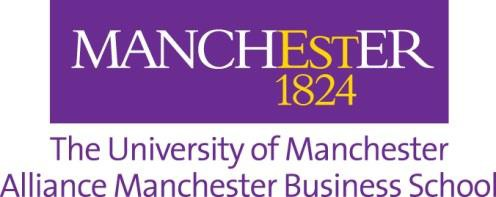 MANCHEstER
1824
The University of Manchester
Alliance Manchester Business School